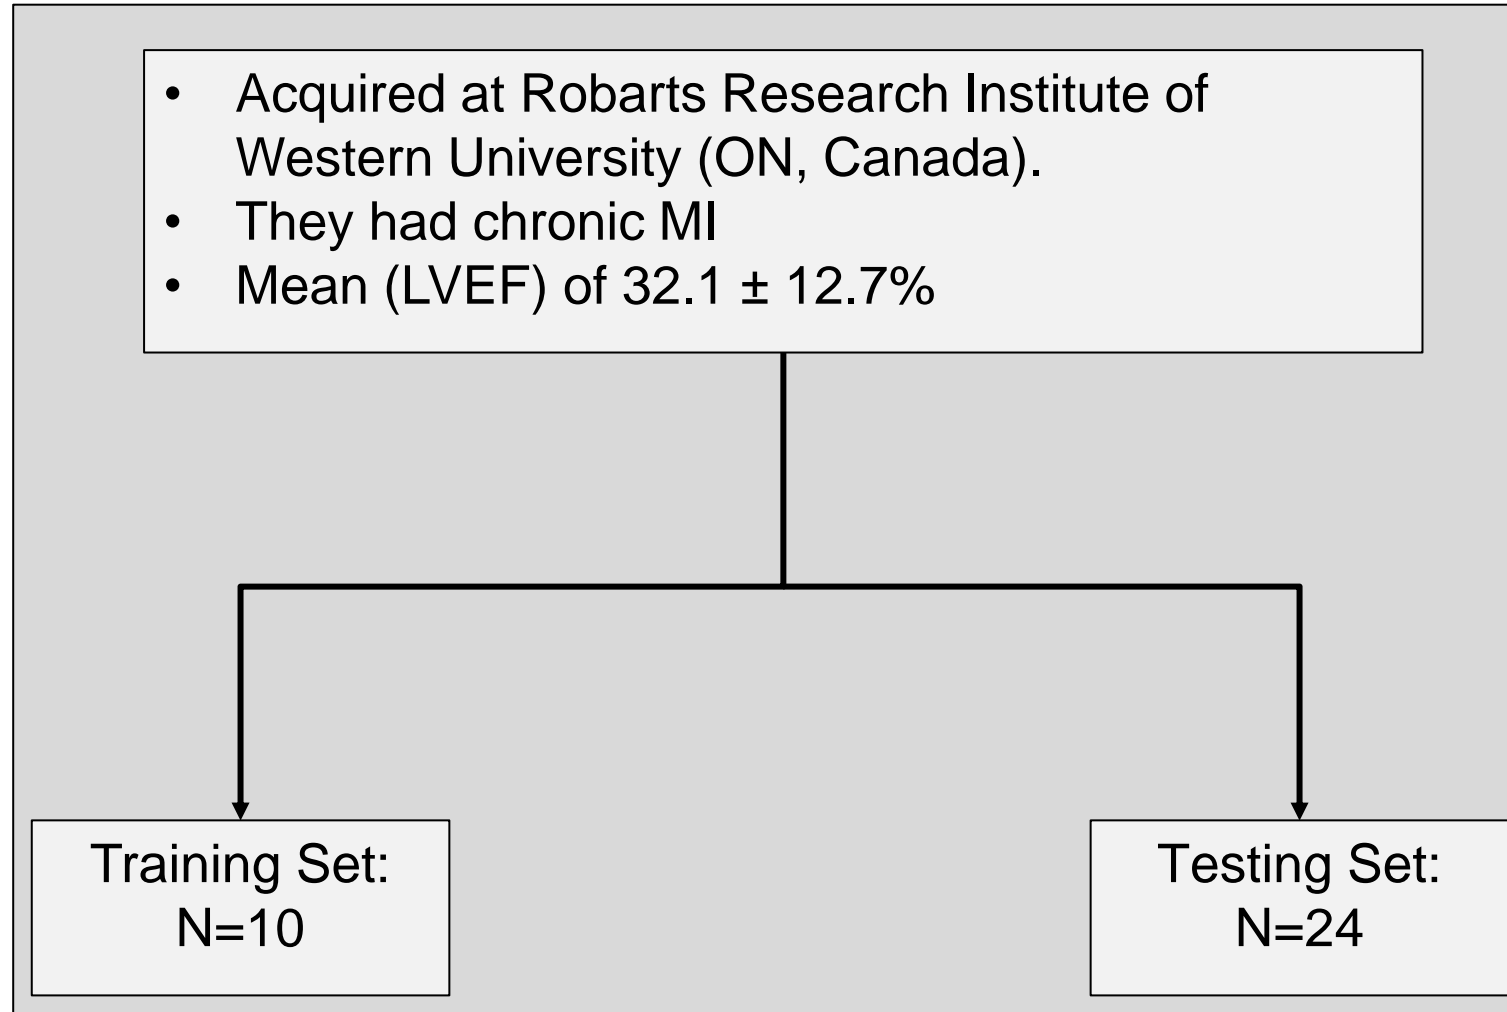 • Acquired at Robarts Research Institute of
Western University (ON, Canada).
• They had chronic MI
• Mean (LVEF) of 32.1 ± 12.7%
Training Set:
N=10
Testing Set:
N=24